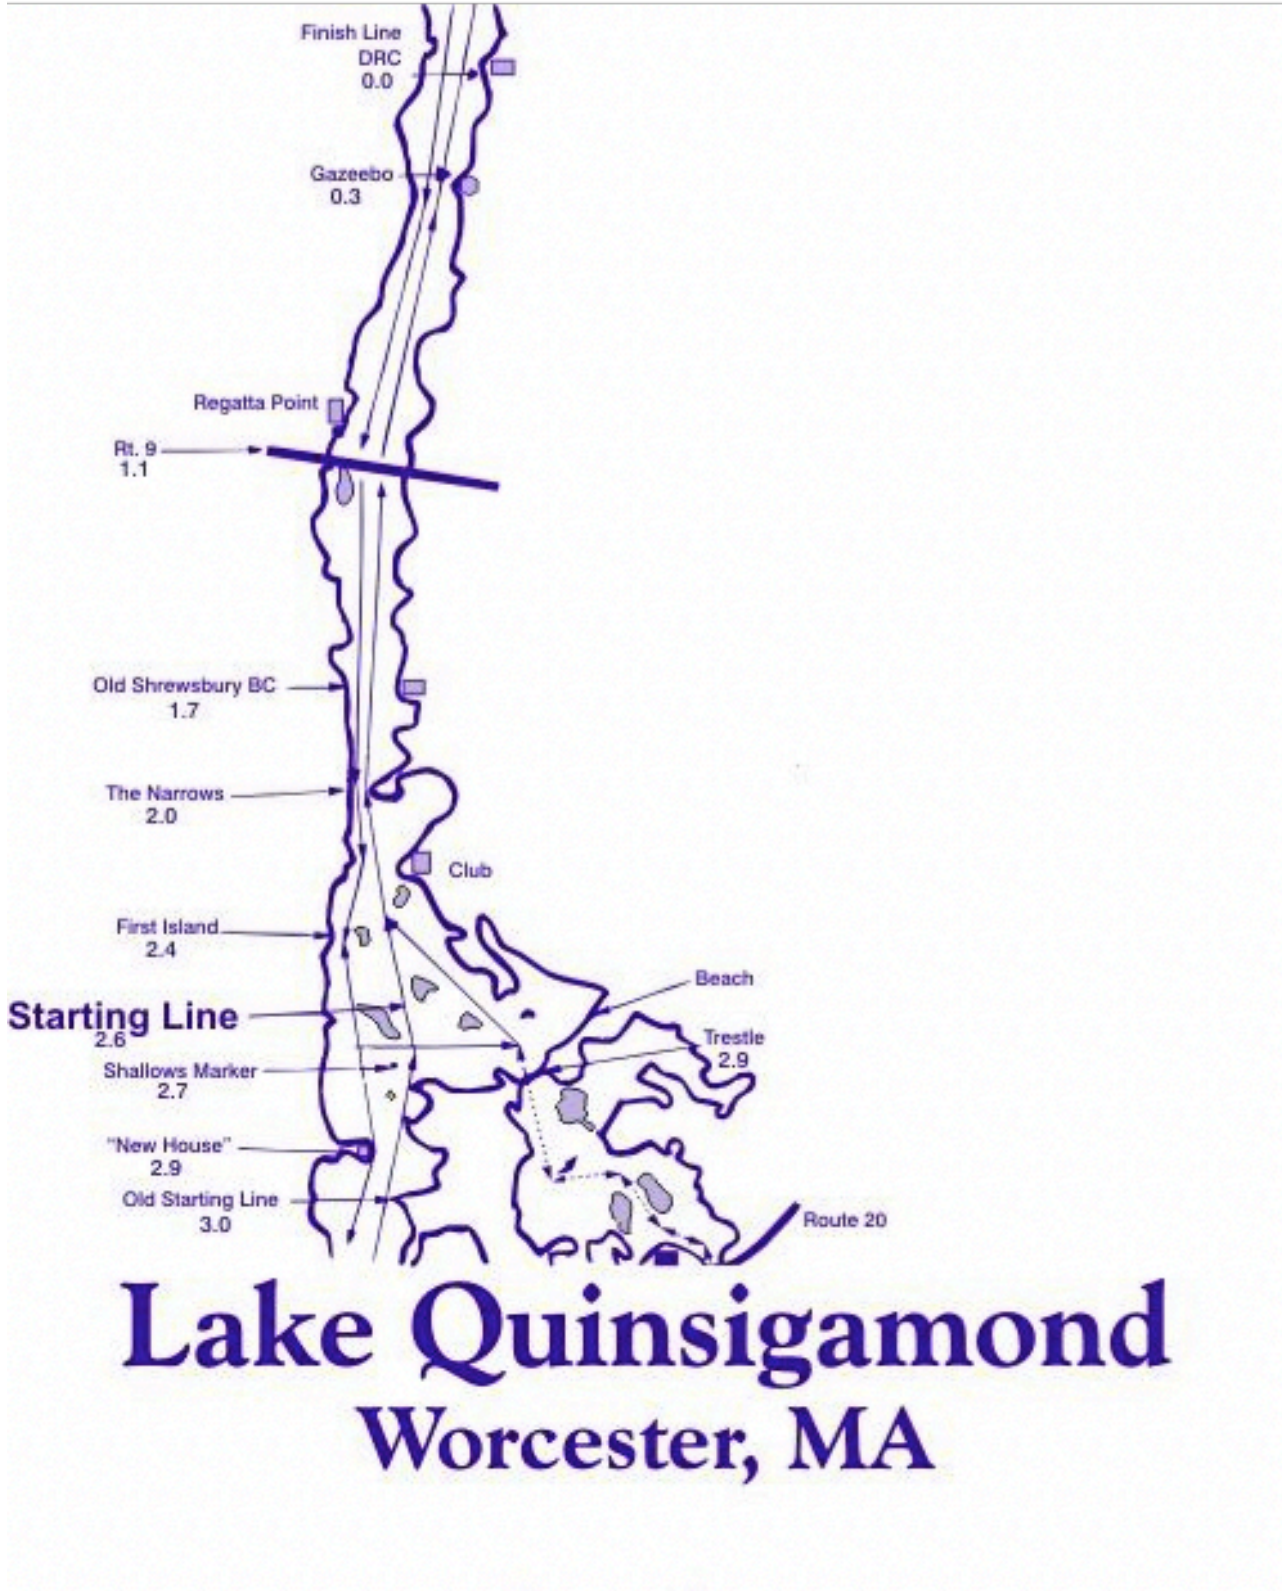 Finish Line
DRC
0.0
Gazeebo
0.3
Regatta Point
Rt. 9
1.1
Old Shrewsbury BC
1.7
The Narrows
2.0
Club
First Island
2.4
Beach
Starting Line
2.6
Trestle
2.9
Shallows Marker
2.7
"New House"
2.9
Old Starting Line
3.0
Route 20
Lake Quinsigamond
Worcester, MA